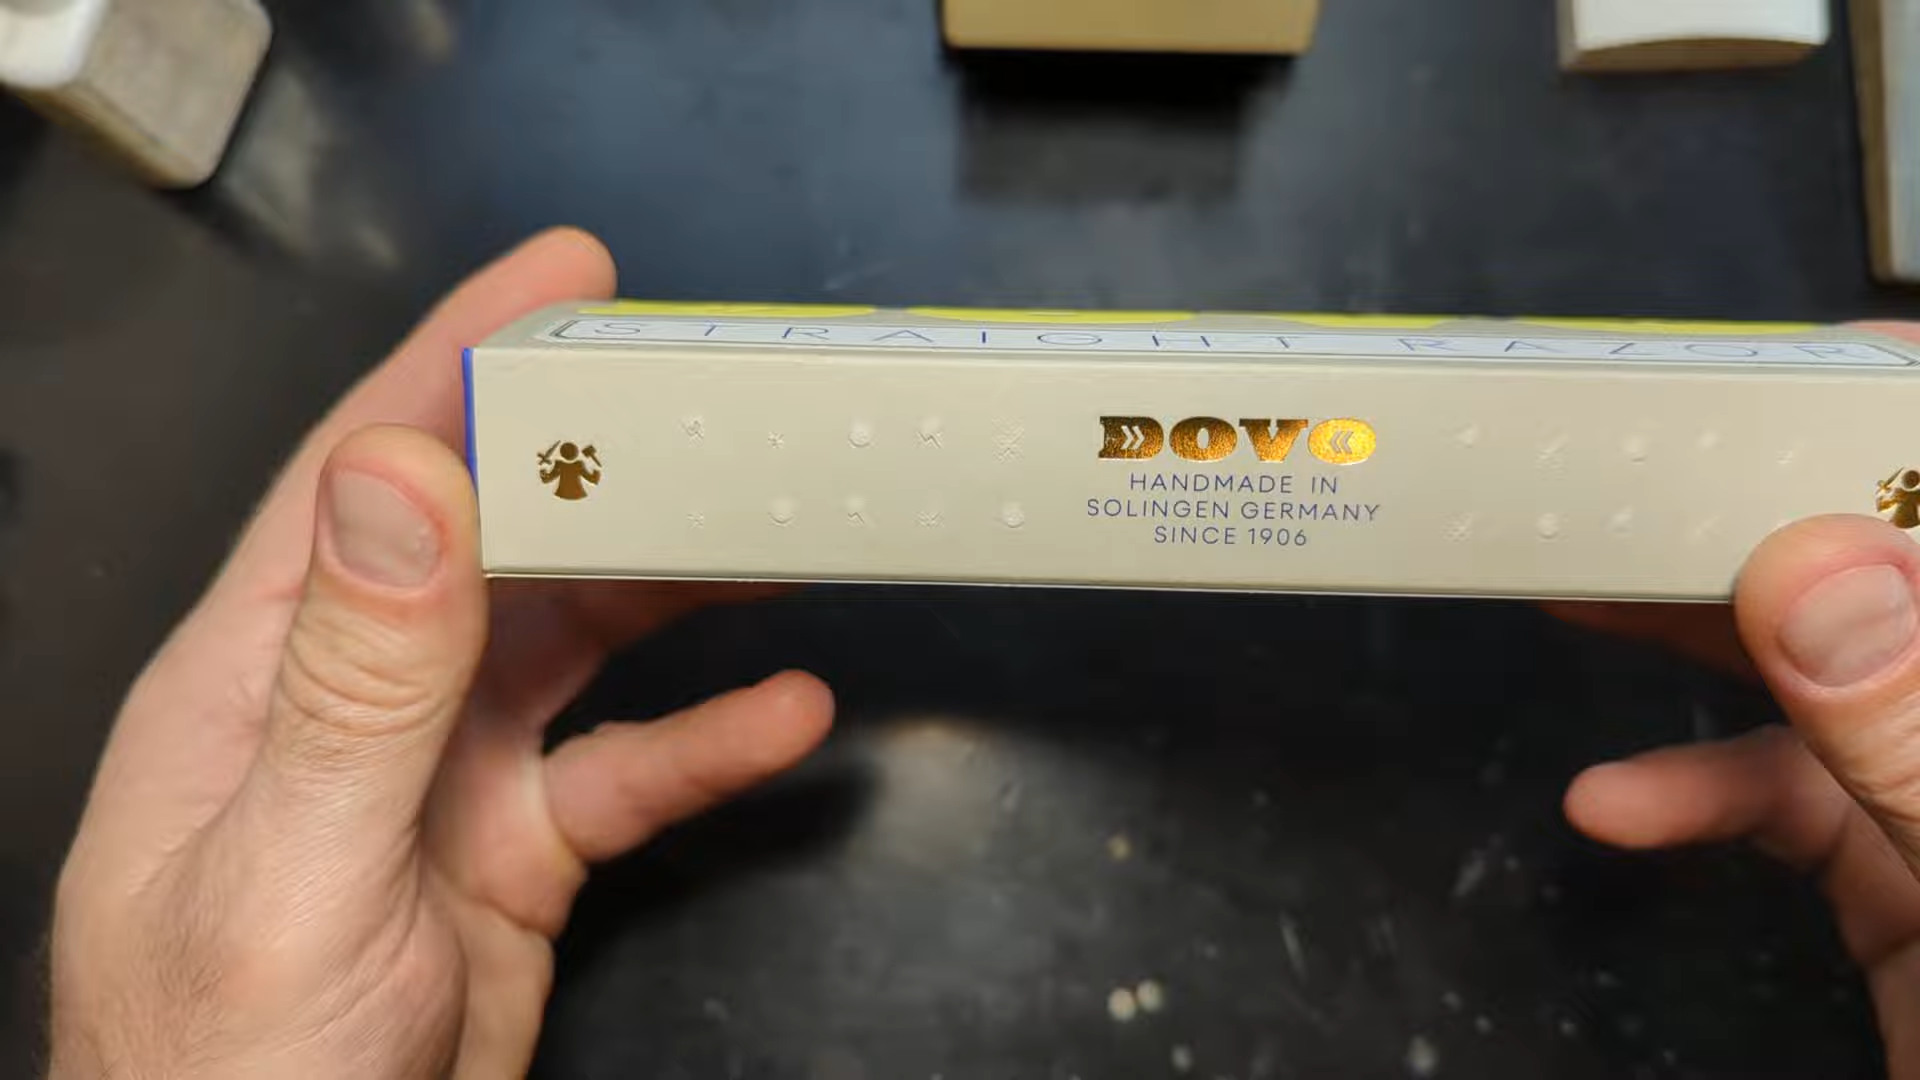 STRAIGHT RAZOR
DOVO
HANDMADE IN
SOLINGEN GERMANY
SINCE 1906